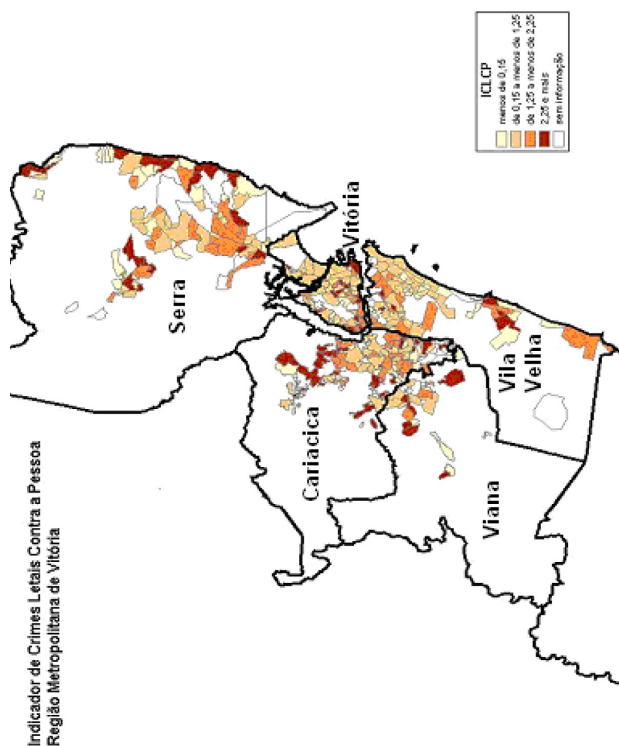 Indicador de Crimes Letais Contra a Pessoa
Região Metropolitana de Vitória
Serra
Cariacica
Vitória
Viana
Vila
Velha
ICLCP
menos de 0,15
de 0,15 a menos de 1,25
de 1,25 a menos de 2,25
2,25 e mais
sem informação